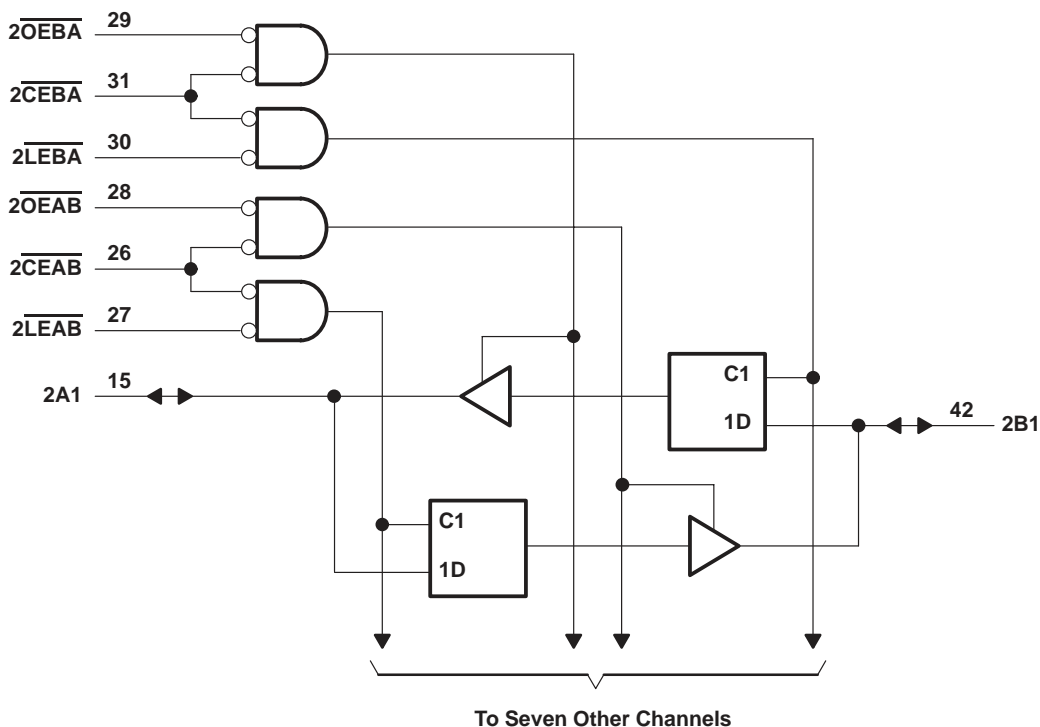 2OEBA 29
2CEBA 31
2LEBA 30
2OEAB 28
2CEAB 26
2LEAB 27
2A1 15
C1
1D
42 2B1
C1
1D
To Seven Other Channels